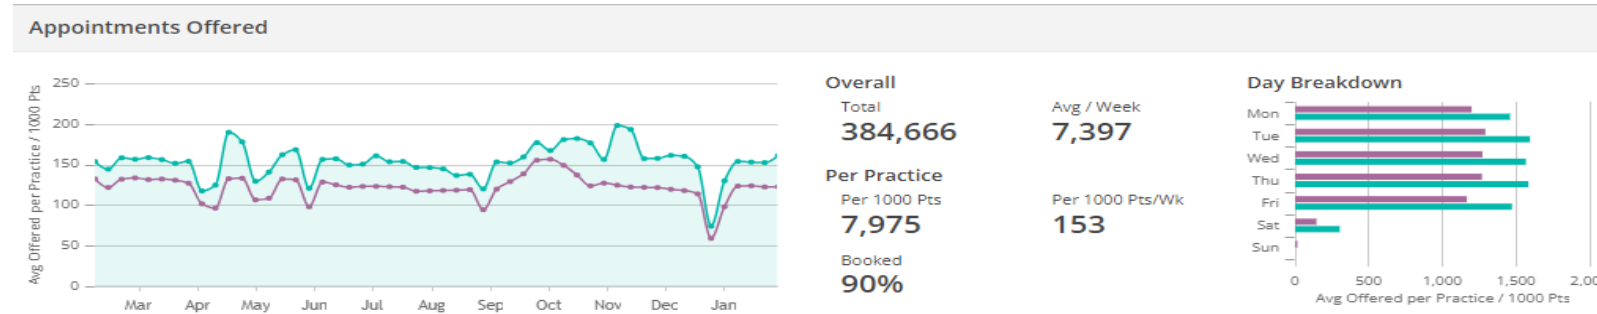 Appointments Offered
Avg Offered per Practice / 1000 Pts
250
200
150
100
50
0
Mar Apr May Jun Jul Aug Sep Oct Nov Dec Jan
Overall
Total Avg / Week
384,666 7,397
Per Practice
Per 1000 Pts Per 1000 Pts/Wk
7,975 153
Booked
90%
Day Breakdown
Mon
Tue
Wed
Thu
Fri
Sat
Sun
0 500 1,000 1,500 2,00
Avg Offered per Practice / 1000 Pts